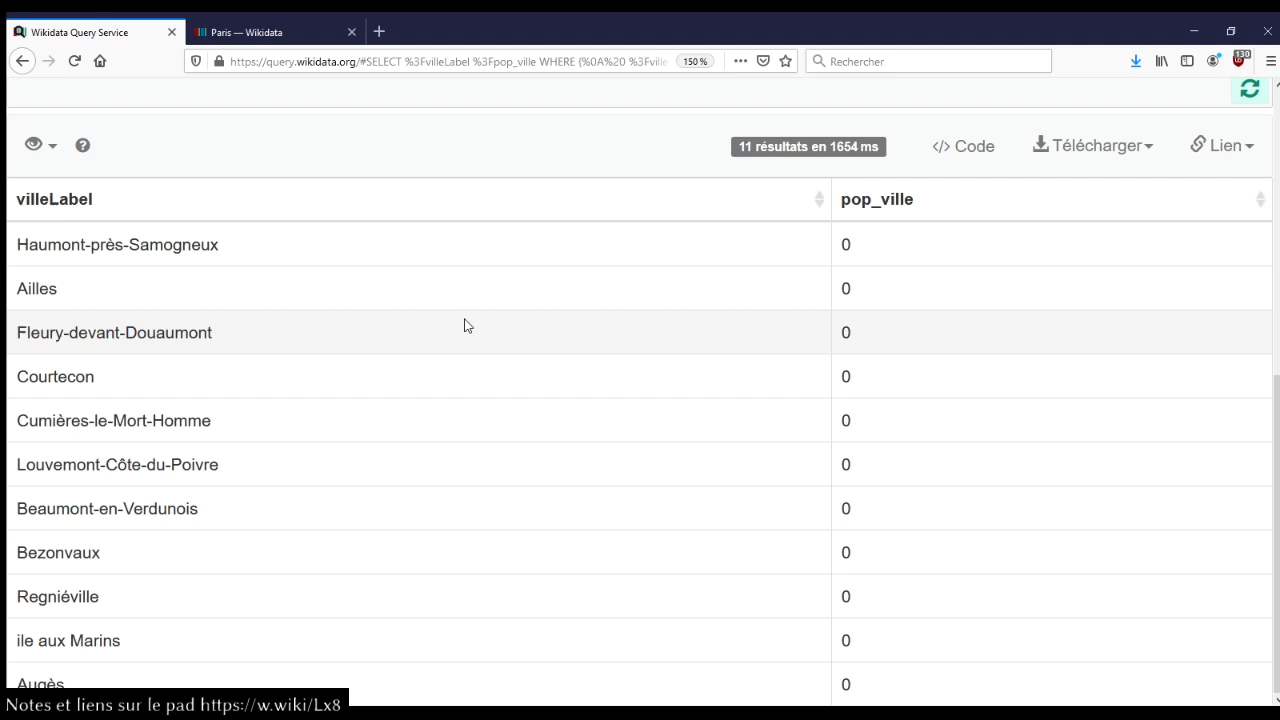 Wikidata Query Service
Paris — Wikidata
https://query.wikidata.org/#SELECT %3FvilleLabel %3Fpop_ville WHERE {%0A%20 %3Fville
150 %
Rechercher
130
11 résultats en 1654 ms
</> Code
Télécharger
Lien
villeLabel pop_ville
Haumont-près-Samogneux 0
Ailles 0
Fleury-devant-Douaumont 0
Courtecon 0
Cumières-le-Mort-Homme 0
Louvemont-Côte-du-Poivre 0
Beaumont-en-Verdunois 0
Bezonvaux 0
Regniéville 0
ile aux Marins 0
Augès 0
Notes et liens sur le pad https://w.wiki/Lx8